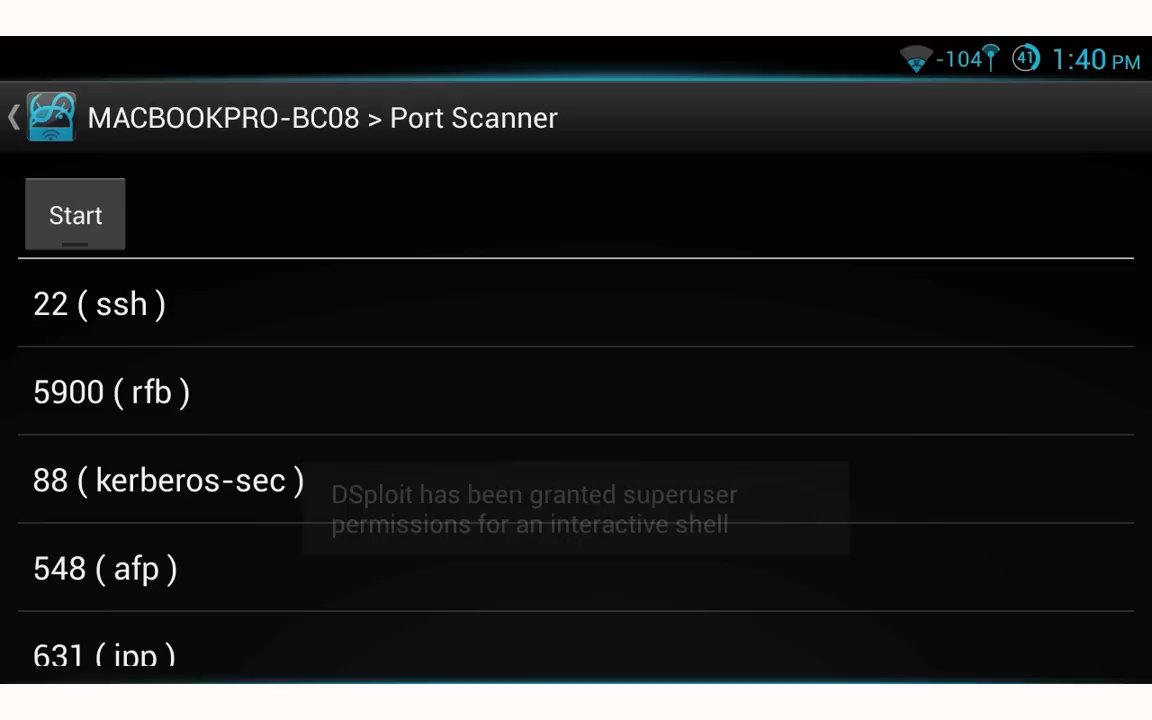 -104 41 1:40 PM
MACBOOKPRO-BC08 > Port Scanner
Start
22 ( ssh )
5900 ( rfb )
88 ( kerberos-sec )
DSploit has been granted superuser
permissions for an interactive shell
548 ( afp )
631 ( ipp )